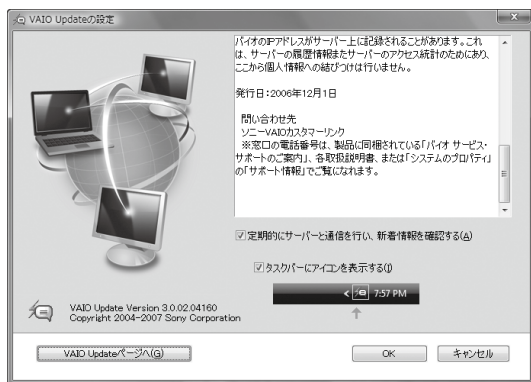 VAIO Updateの設定
バイオのIPアドレスがサーバー上に記録されることがあります。これ
は、サーバーの履歴情報またサーバーのアクセス統計のためにあり、
ここから個人情報への結びつけは行いません。
発行日:2006年12月1日
問い合わせ先
ソニーVAIOカスタマーリンク
※窓口の電話番号は、製品に同梱されている「バイオ サービス・
サポートのご案内」、各取扱説明書、または「システムのプロパティ」
の「サポート情報」でご覧になれます。
定期的にサーバーと通信を行い、新着情報を確認する(A)
タスクバーにアイコンを表示する(I)
7:57 PM
VAIO Update Version 3.0.02.04160
Copyright 2004-2007 Sony Corporation
VAIO Updateページへ(G)
OK
キャンセル